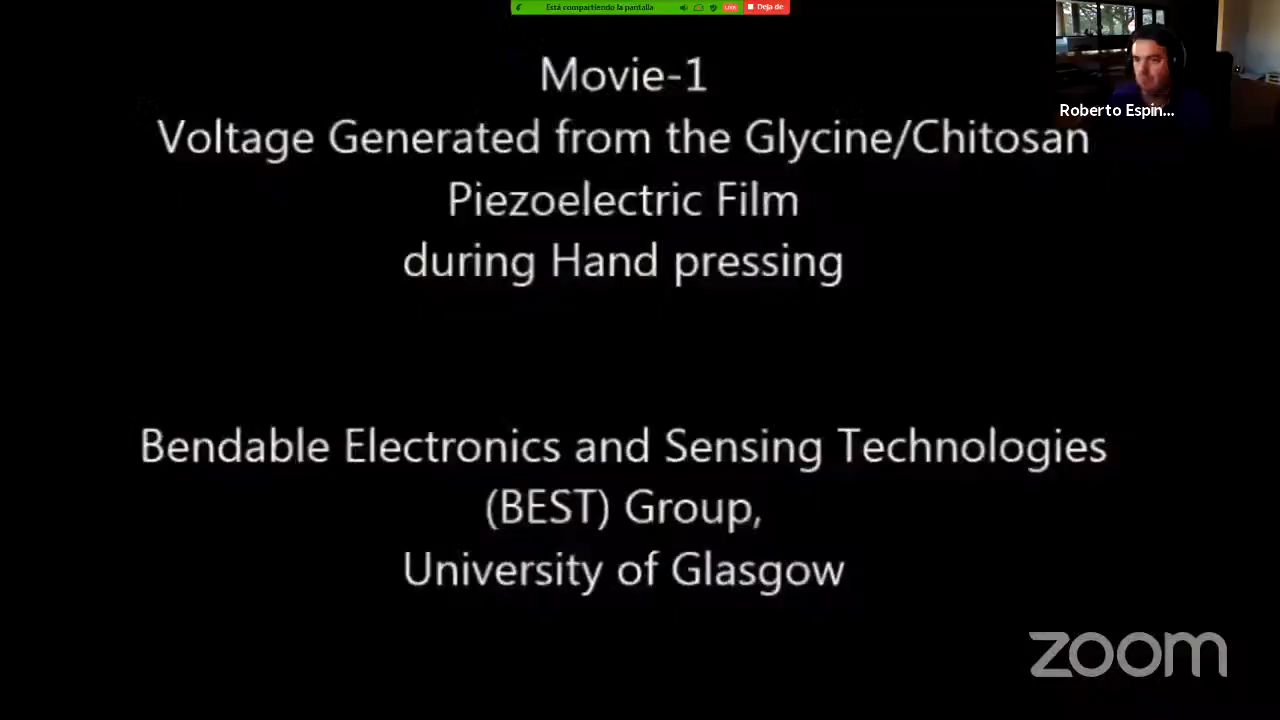 Está compartiendo la pantalla
LIVE
Deja de
Roberto Espin...
Movie-1
Voltage Generated from the Glycine/Chitosan
Piezoelectric Film
during Hand pressing
Bendable Electronics and Sensing Technologies
(BEST) Group,
University of Glasgow
zoom